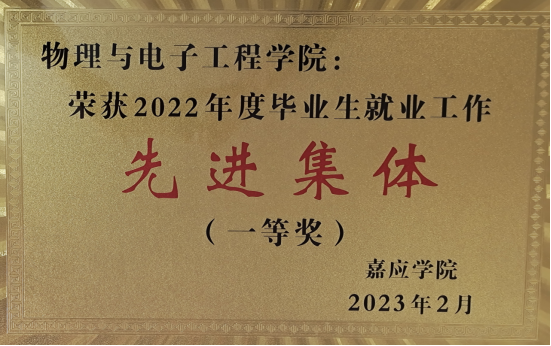 物理与电子工程学院：
荣获2022年度毕业生就业工作
先进集体
（一等奖）
嘉应学院
2023年2月